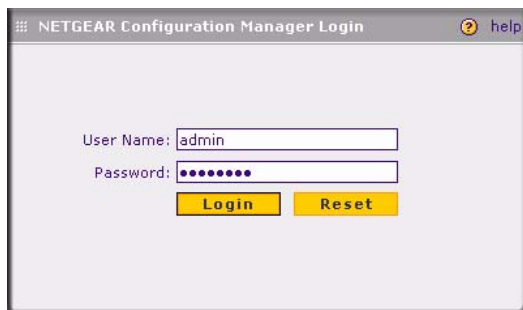 NETGEAR Configuration Manager Login ? help
User Name: admin
Password: ••••••••
Login Reset